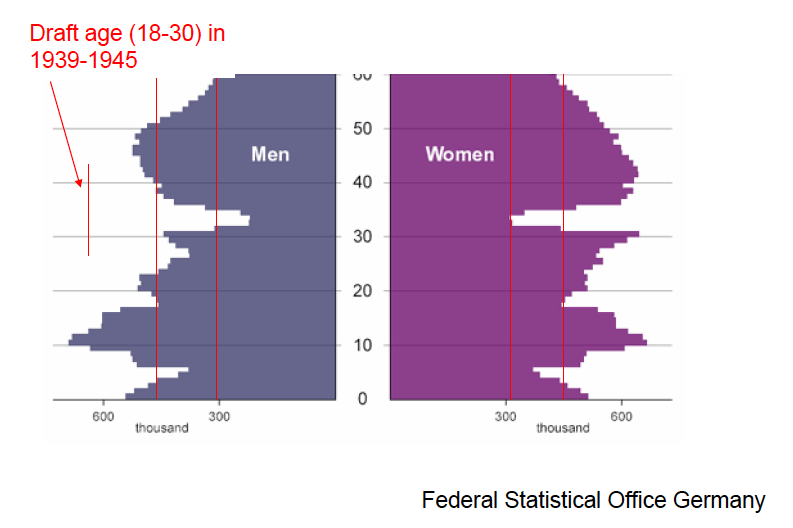 Draft age (18-30) in
1939-1945
50
Men
Women
40
30
20
10
0
600
300
thousand
300
600
thousand
Federal Statistical Office Germany